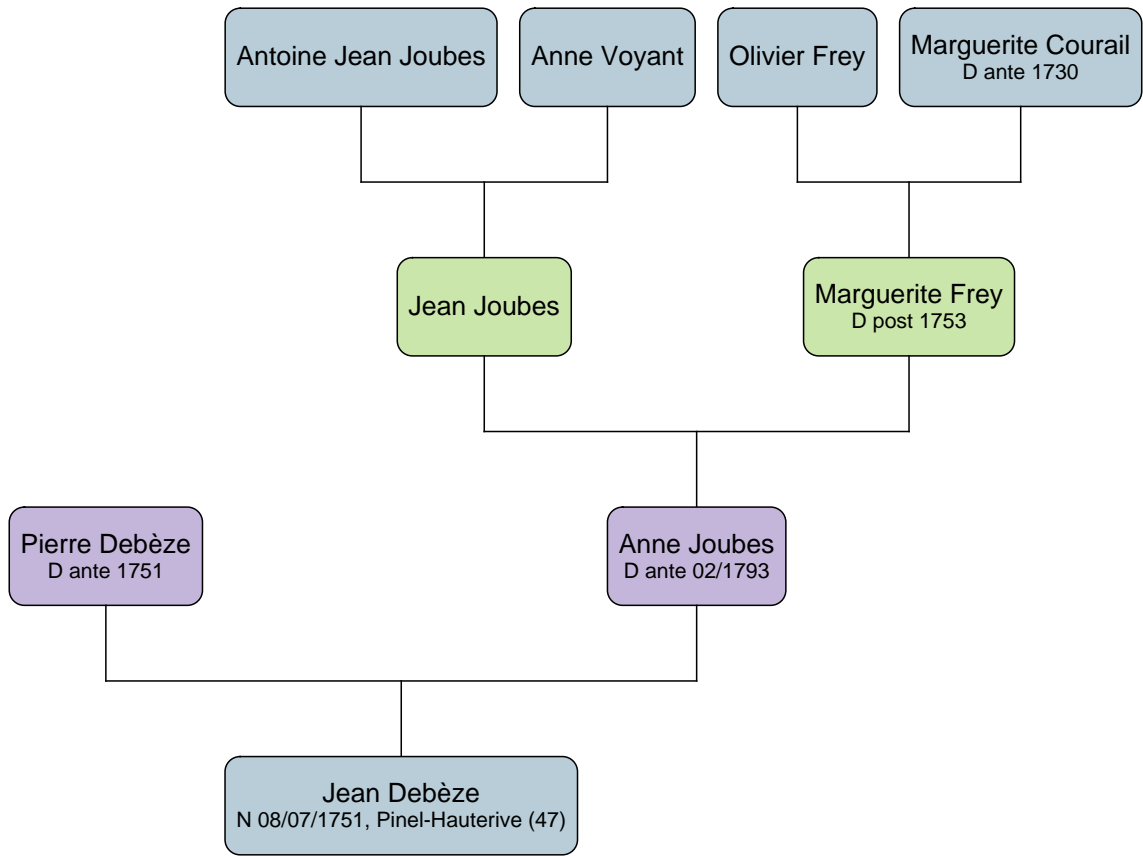 Antoine Jean Joubes
Anne Voyant
Olivier Frey
Marguerite Courail
D ante 1730
Jean Joubes
Marguerite Frey
D post 1753
Pierre Debèze
D ante 1751
Anne Joubes
D ante 02/1793
Jean Debèze
N 08/07/1751, Pinel-Hauterive (47)